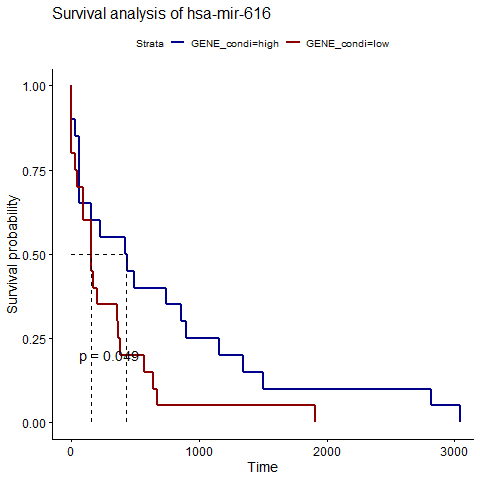 Survival analysis of hsa-mir-616
Strata GENE_condi=high GENE_condi=low
Survival probability
1.00
0.75
0.50
0.25
0.00
p = 0.049
0 1000 2000 3000
Time